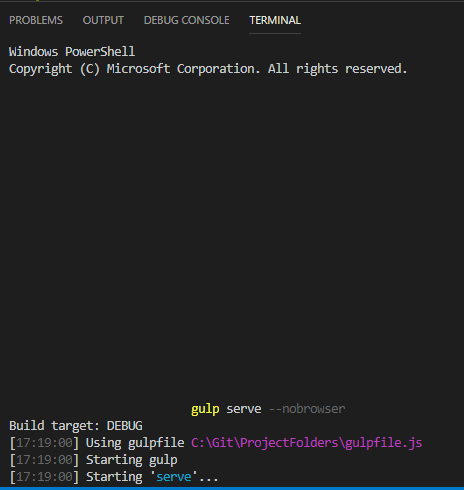 PROBLEMS OUTPUT DEBUG CONSOLE TERMINAL
Windows PowerShell
Copyright (C) Microsoft Corporation. All rights reserved.
gulp serve --nobrowser
Build target: DEBUG
[17:19:00] Using gulpfile C:\Git\ProjectFolders\gulpfile.js
[17:19:00] Starting gulp
[17:19:00] Starting 'serve'...